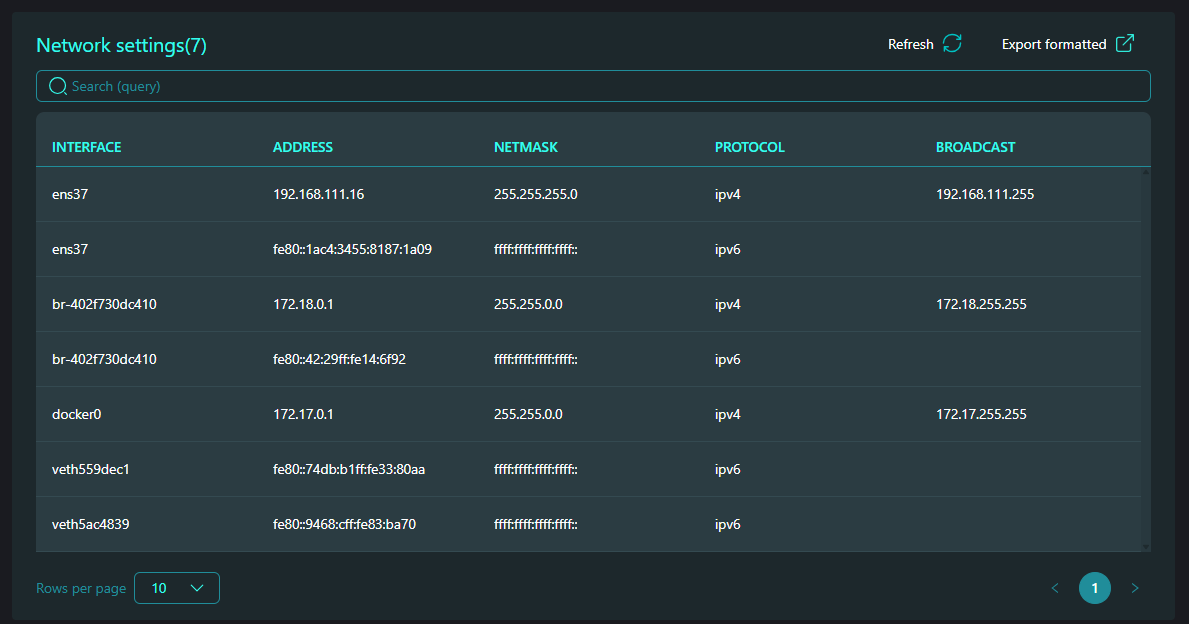 Network settings(7)
Refresh
Export formatted
Search (query)
INTERFACE ADDRESS NETMASK PROTOCOL BROADCAST
ens37 192.168.111.16 255.255.255.0 ipv4 192.168.111.255
ens37 fe80::1ac4:3455:8187:1a09 ffff:ffff:ffff:ffff:: ipv6
br-402f730dc410 172.18.0.1 255.255.0.0 ipv4 172.18.255.255
br-402f730dc410 fe80::42:29ff:fe14:6f92 ffff:ffff:ffff:ffff:: ipv6
docker0 172.17.0.1 255.255.0.0 ipv4 172.17.255.255
veth559dec1 fe80::74db:b1ff:fe33:80aa ffff:ffff:ffff:ffff:: ipv6
veth5ac4839 fe80::9468:cff:fe83:ba70 ffff:ffff:ffff:ffff:: ipv6
Rows per page 10 < 1 >